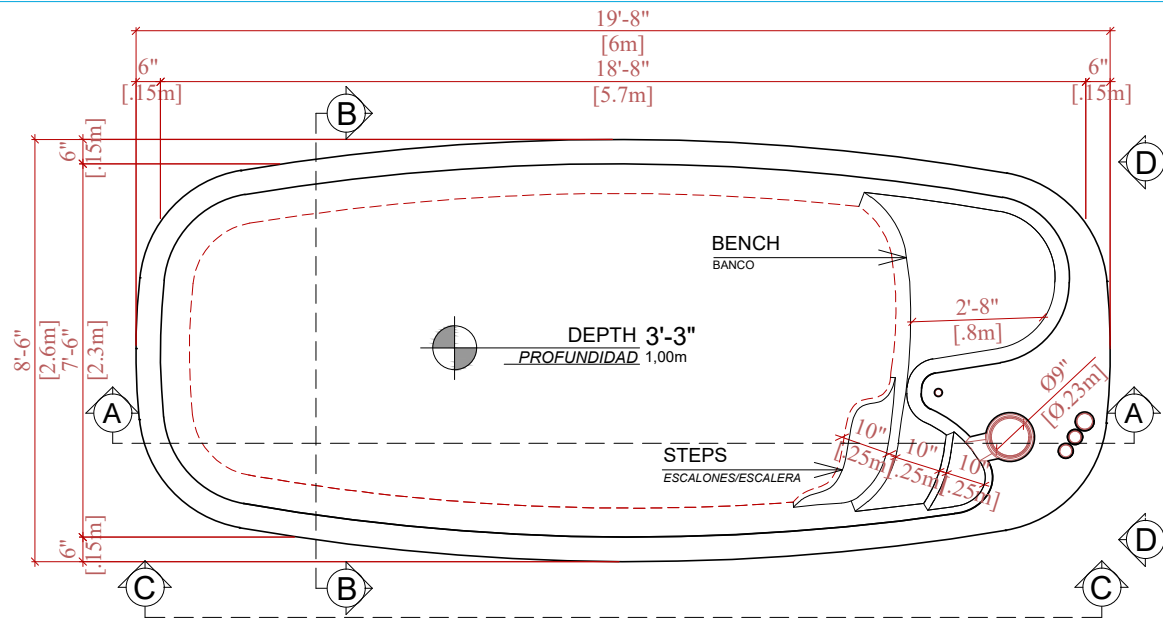 19'-8"
[6m]
6"
18'-8"
6"
[.15m]
[5.7m]
[.15m]
B
D
6"
[.15m]
8'-6"
[2.6m]
7'-6"
[2.3m]
BENCH
BANCO
2'-8"
[.8m]
DEPTH 3'-3"
PROFUNDIDAD 1,00m
Ø9"
[Ø.23m]
A
A
STEPS
ESCALONES/ESCALERA
10"
[.25m]
10"
[.25m]
10"
[.25m]
6"
[.15m]
D
C
B
C